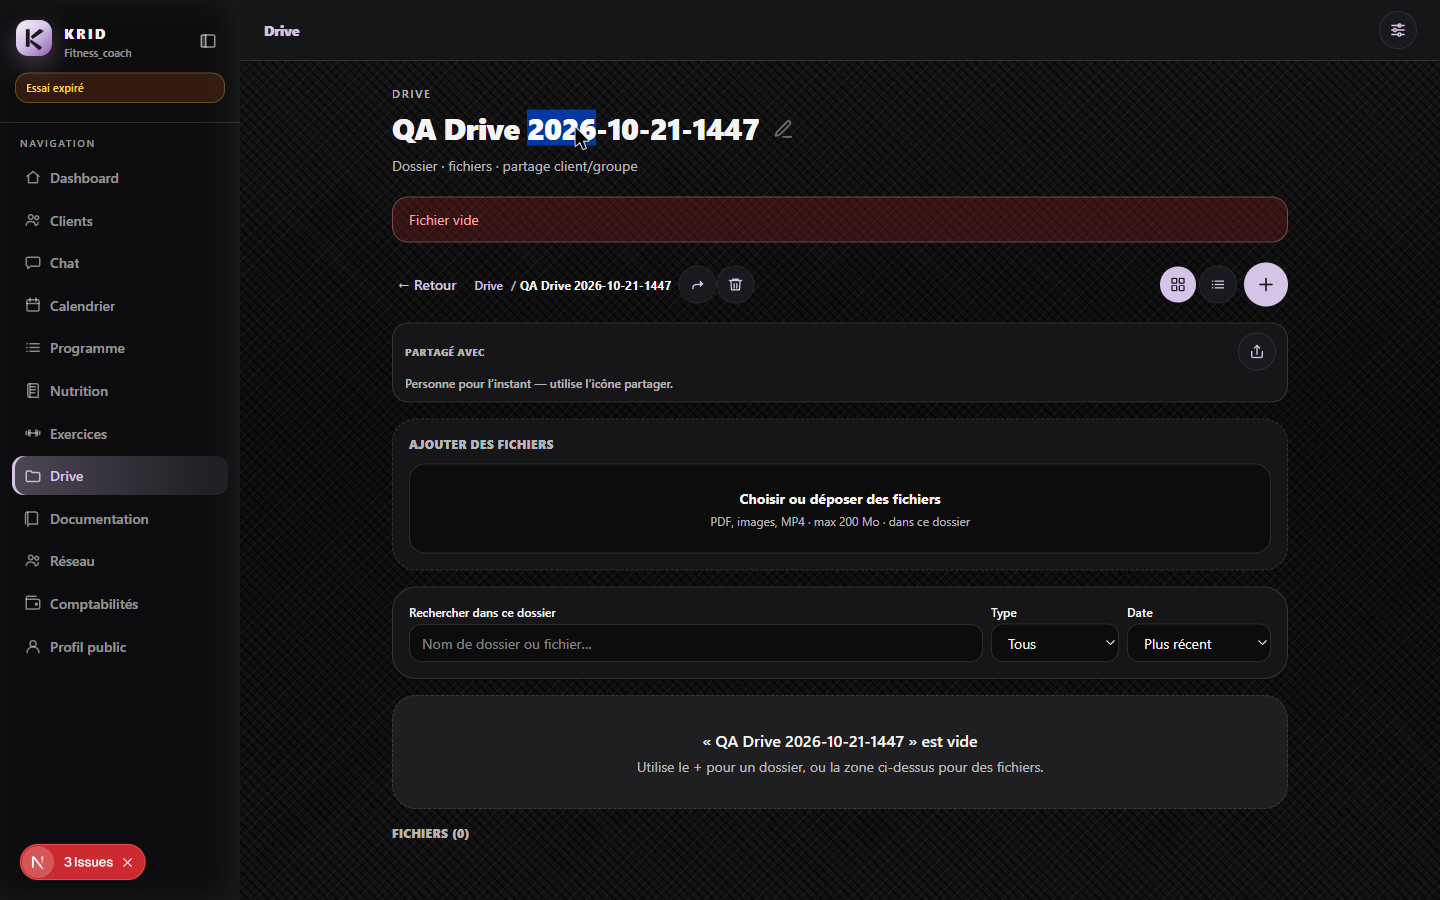 KRID
Fitness_coach
Essai expiré
NAVIGATION
Dashboard
Clients
Chat
Calendrier
Programme
Nutrition
Exercices
Drive
Documentation
Réseau
Comptabilités
Profil public
3 Issues
Drive
DRIVE
QA Drive 2026-10-21-1447
Dossier · fichiers · partage client/groupe
Fichier vide
← Retour Drive / QA Drive 2026-10-21-1447
PARTAGÉ AVEC
Personne pour l’instant — utilise l’icône partager.
AJOUTER DES FICHIERS
Choisir ou déposer des fichiers
PDF, images, MP4 · max 200 Mo · dans ce dossier
Rechercher dans ce dossier Type Date
Nom de dossier ou fichier... Tous Plus récent
« QA Drive 2026-10-21-1447 » est vide
Utilise le + pour un dossier, ou la zone ci-dessus pour des fichiers.
FICHIERS (0)